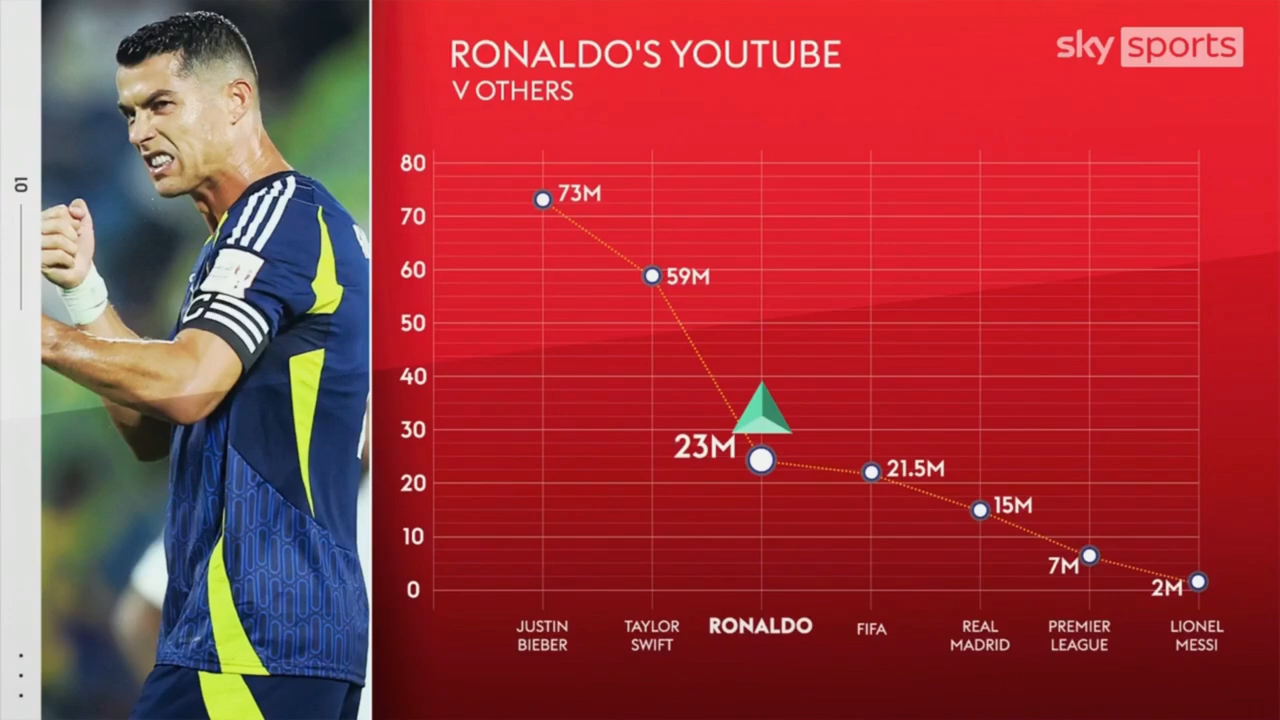 01
RONALDO'S YOUTUBE
V OTHERS
sky sports
80
70
60
50
40
30
20
10
0
73M
59M
23M
21.5M
15M
7M
2M
JUSTIN
BIEBER
TAYLOR
SWIFT
RONALDO
FIFA
REAL
MADRID
PREMIER
LEAGUE
LIONEL
MESSI